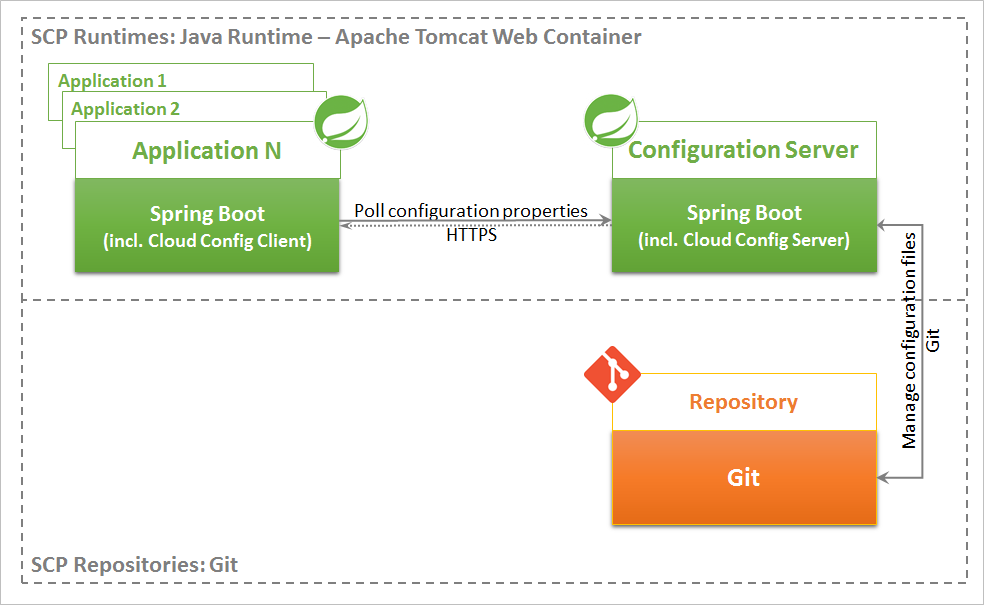 SCP Runtimes: Java Runtime – Apache Tomcat Web Container
Application 1
Application 2
Application N
Spring Boot
(incl. Cloud Config Client)
Poll configuration properties
HTTPS
Configuration Server
Spring Boot
(incl. Cloud Config Server)
Manage configuration files
Git
Repository
Git
SCP Repositories: Git